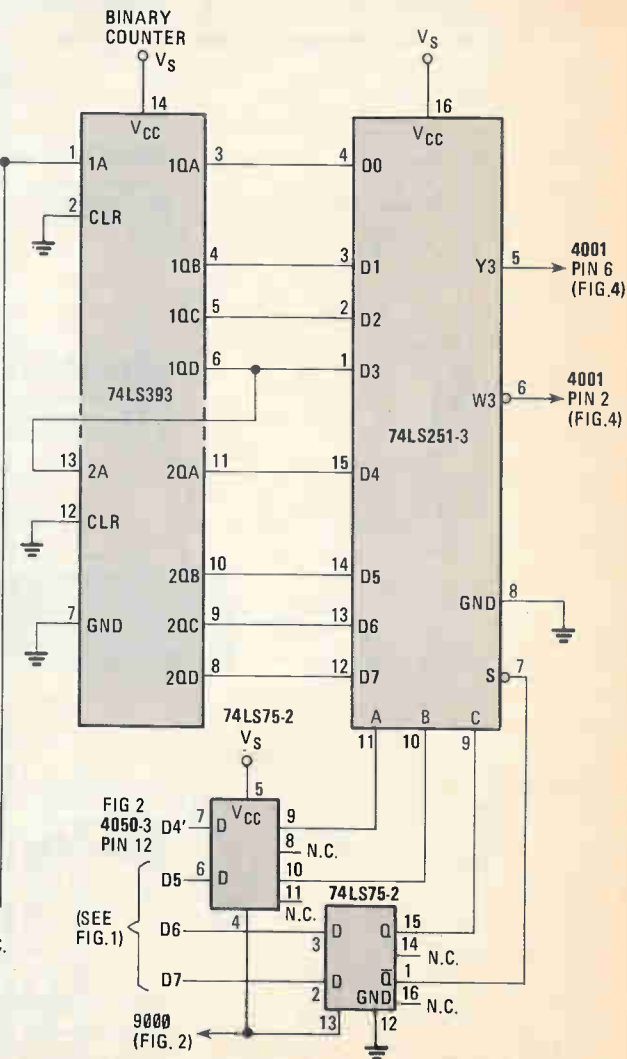 BINARY
COUNTER
VS
VS
14
16
VCC
VCC
1
1A
1QA
3
4
D0
2
CLR
1QB
4
3
D1
Y3
5
4001
PIN 6
(FIG.4)
1QC
5
2
D2
1QD
6
1
D3
W3
6
4001
PIN 2
(FIG.4)
74LS393
74LS251-3
13
2A
2QA
11
15
D4
12
CLR
2QB
10
14
D5
7
GND
2QC
9
13
D6
GND
8
2QD
8
12
D7
S
7
A
B
C
11
10
9
74LS75-2
VS
5
FIG 2
4050-3
PIN 12
D4'
7
D
VCC
9
8
N.C.
D5
6
D
10
11
N.C.
74LS75-2
(SEE
FIG.1)
D6
4
3
D
Q
15
14
N.C.
D7
2
D
Q
1
GND
16
N.C.
13
12
9000
(FIG. 2)
C.